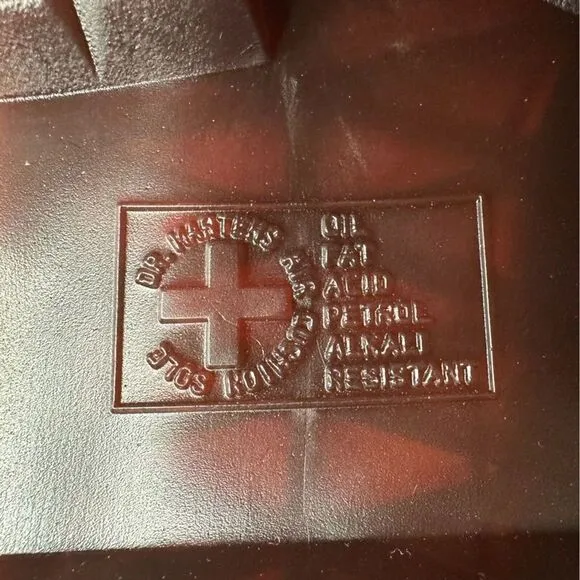 DR. MARTENS AIR CUSHION SOLE
OIL
FAT
ACID
PETROL
ALKALI
RESISTANT